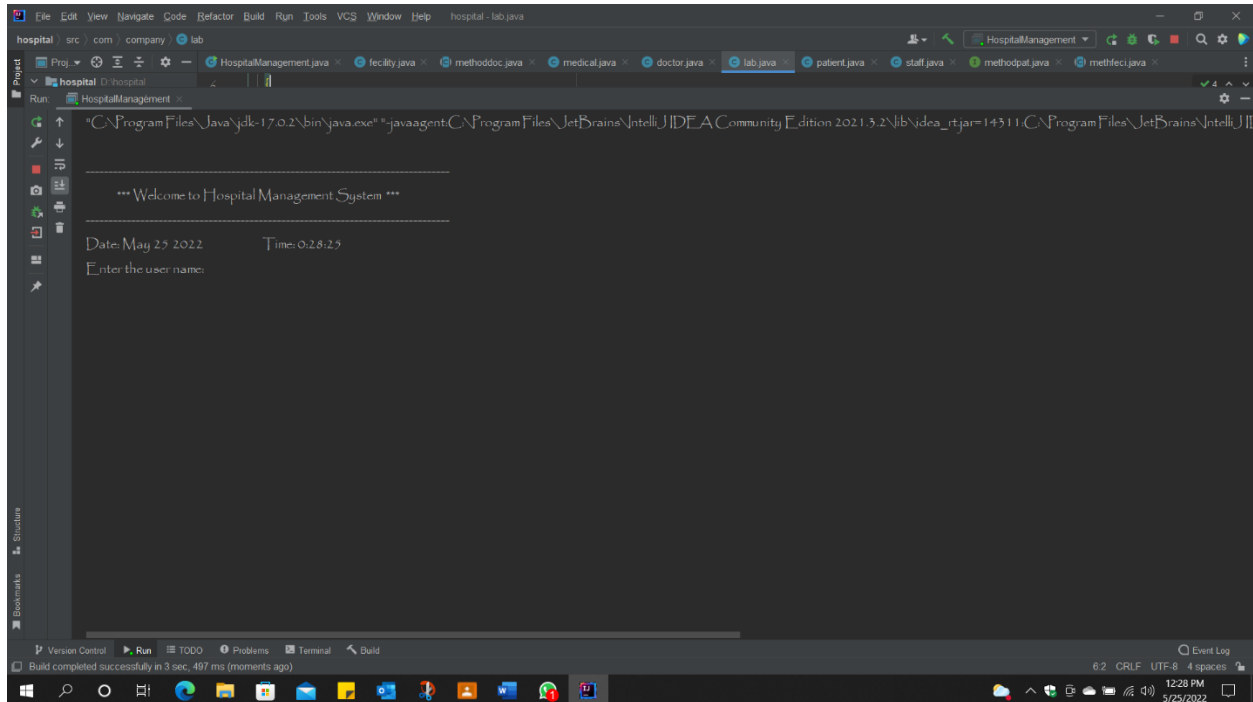 File Edit View Navigate Code Refactor Build Run Tools VCS Window Help hospital - lab.java
hospital src com company lab HospitalManagement
Project Proj.. HospitalManagement.java fecility.java methoddoc.java medical.java doctor.java lab.java patient.java staff.java methodpat.java methfeci.java
hospital D:\hospital 4
Run: HospitalManagement
"C:\Program Files\Java\jdk-17.0.2\bin\java.exe" "-javaagent:C:\Program Files\JetBrains\IntelliJ IDEA Community Edition 2021.3.2\lib\idea_rt.jar=14311:C:\Program Files\JetBrains\IntelliJ ID
--------------------------------------------------------------------------------
*** Welcome to Hospital Management System ***
--------------------------------------------------------------------------------
Date: May 25 2022 Time: 0:28:25
Enter the user name:
Structure
Bookmarks
Version Control Run TODO Problems Terminal Build Event Log
Build completed successfully in 3 sec, 497 ms (moments ago) 6:2 CRLF UTF-8 4 spaces
12:28 PM
5/25/2022